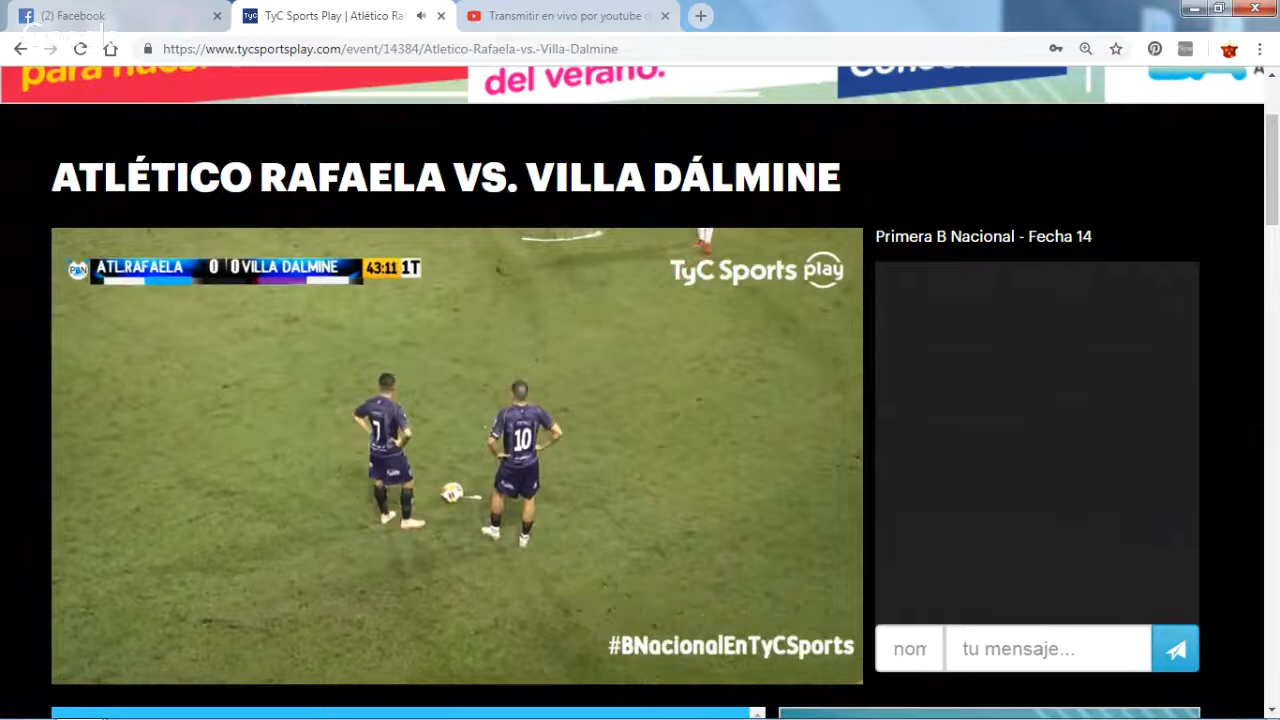 (2) Facebook
TyC Sports Play | Atlético Ra
Transmitir en vivo por youtube d
https://www.tycsportsplay.com/event/14384/Atletico-Rafaela-vs.-Villa-Dalmine
del verano.
ATLÉTICO RAFAELA VS. VILLA DÁLMINE
Primera B Nacional - Fecha 14
ATL.RAFAELA 0 0 VILLA DALMINE 43:11 1T
TyC Sports play
7
10
#BNacionalEnTyCSports
nom
tu mensaje...